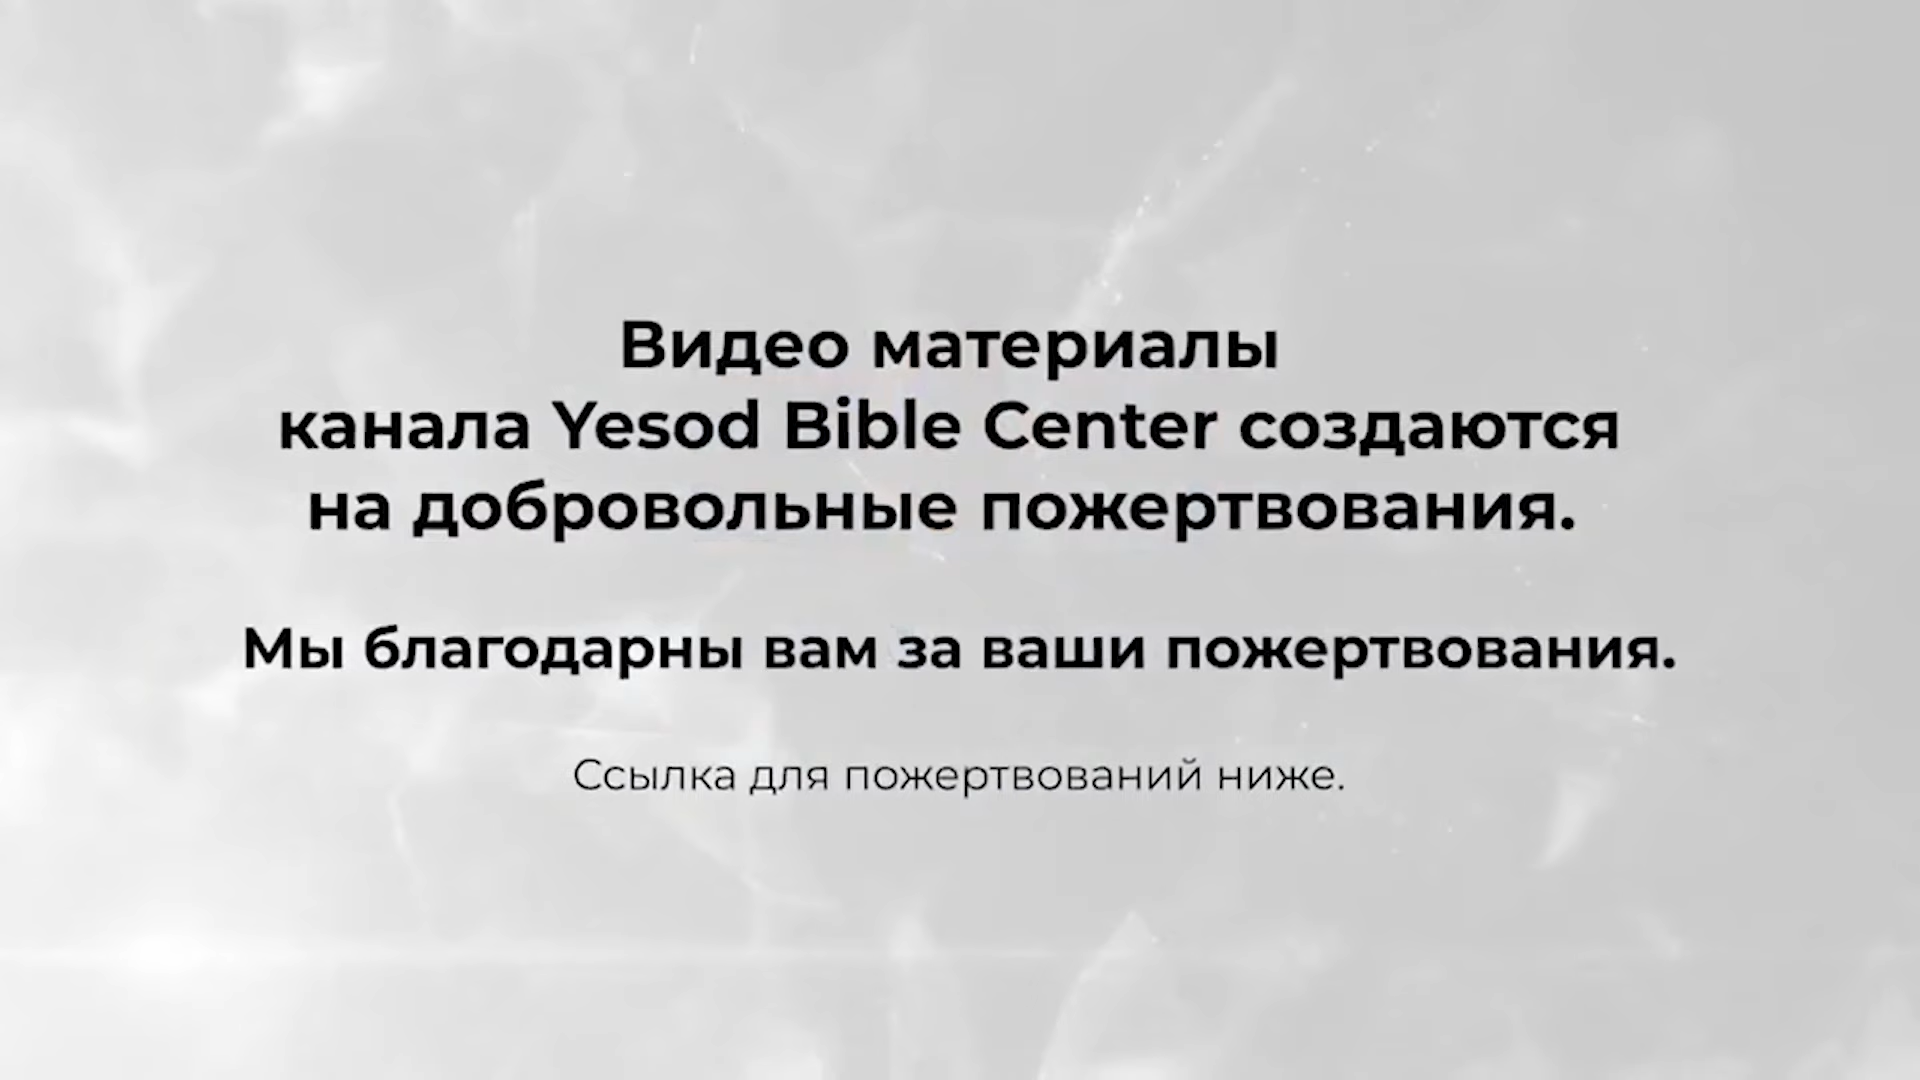 Видео материалы
канала Yesod Bible Center создаются
на добровольные пожертвования.
Мы благодарны вам за ваши пожертвования.
Ссылка для пожертвований ниже.